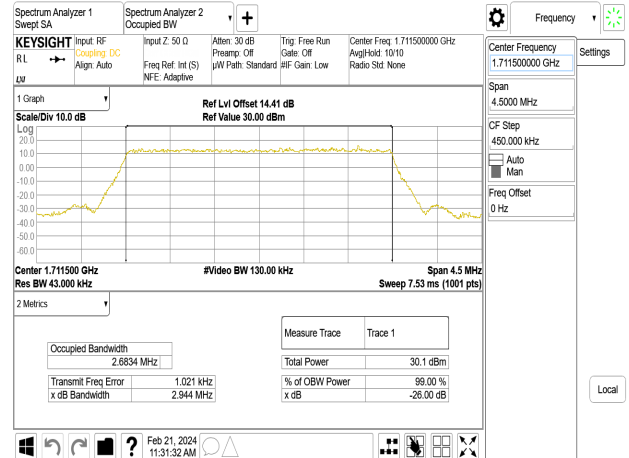 Spectrum Analyzer 1
Swept SA
Spectrum Analyzer 2
Occupied BW
Frequency
KEYSIGHT
Input: RF
Input Z: 50 Ω
Atten: 30 dB
Trig: Free Run
Center Freq: 1.711500000 GHz
RL
Coupling: DC
Preamp: Off
Gate: Off
Avg|Hold: 10/10
Align: Auto
Freq Ref: Int (S)
µW Path: Standard
#IF Gain: Low
Radio Std: None
NFE: Adaptive
LXI
Center Frequency
1.711500000 GHz
Settings
Span
4.5000 MHz
CF Step
450.000 kHz
Auto
Man
Freq Offset
0 Hz
Local
1 Graph
Ref Lvl Offset 14.41 dB
Scale/Div 10.0 dB
Ref Value 30.00 dBm
Log
20.0
10.0
0.00
-10.0
-20.0
-30.0
-40.0
-50.0
-60.0
Center 1.711500 GHz
#Video BW 130.00 kHz
Span 4.5 MHz
Res BW 43.000 kHz
Sweep 7.53 ms (1001 pts)
2 Metrics
Measure Trace
Trace 1
Occupied Bandwidth
2.6834 MHz
Total Power
30.1 dBm
Transmit Freq Error
1.021 kHz
% of OBW Power
99.00 %
x dB Bandwidth
2.944 MHz
x dB
-26.00 dB
?
Feb 21, 2024
11:31:32 AM